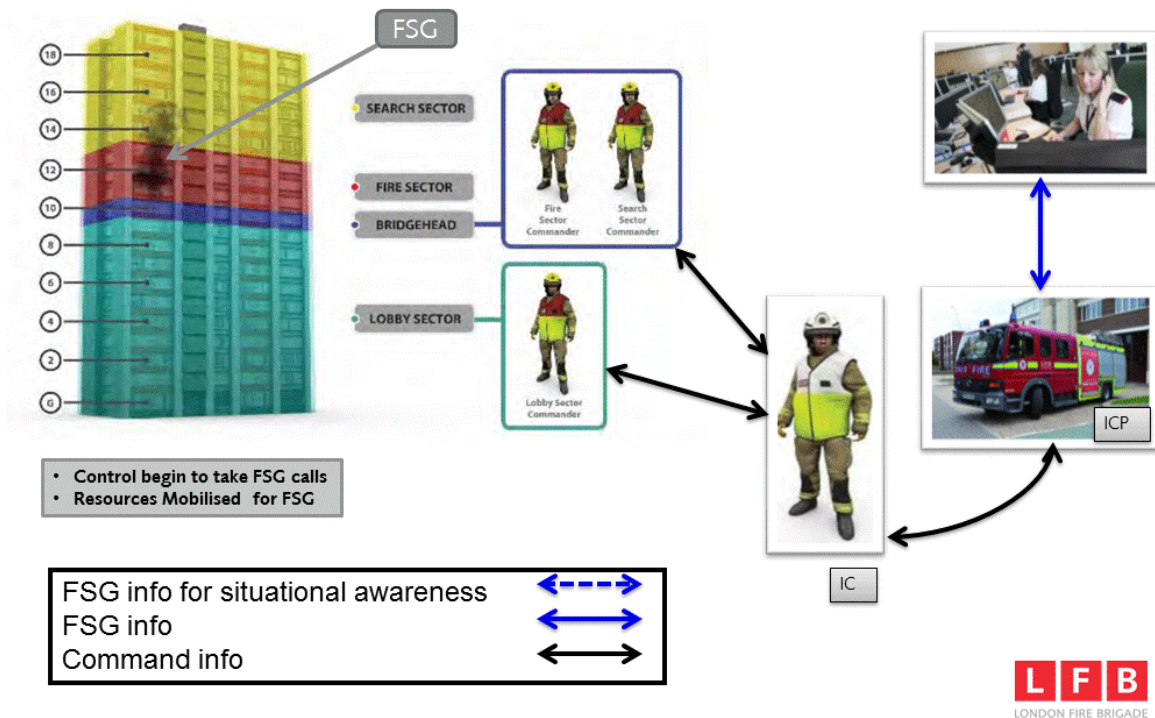 FSG
18
16
14
12
10
8
6
4
2
G
SEARCH SECTOR
FIRE SECTOR
BRIDGEHEAD
LOBBY SECTOR
Fire
Sector
Commander
Search
Sector
Commander
Lobby Sector
Commander
ICP
IC
• Control begin to take FSG calls
• Resources Mobilised for FSG
FSG info for situational awareness
FSG info
Command info
L F B
LONDON FIRE BRIGADE